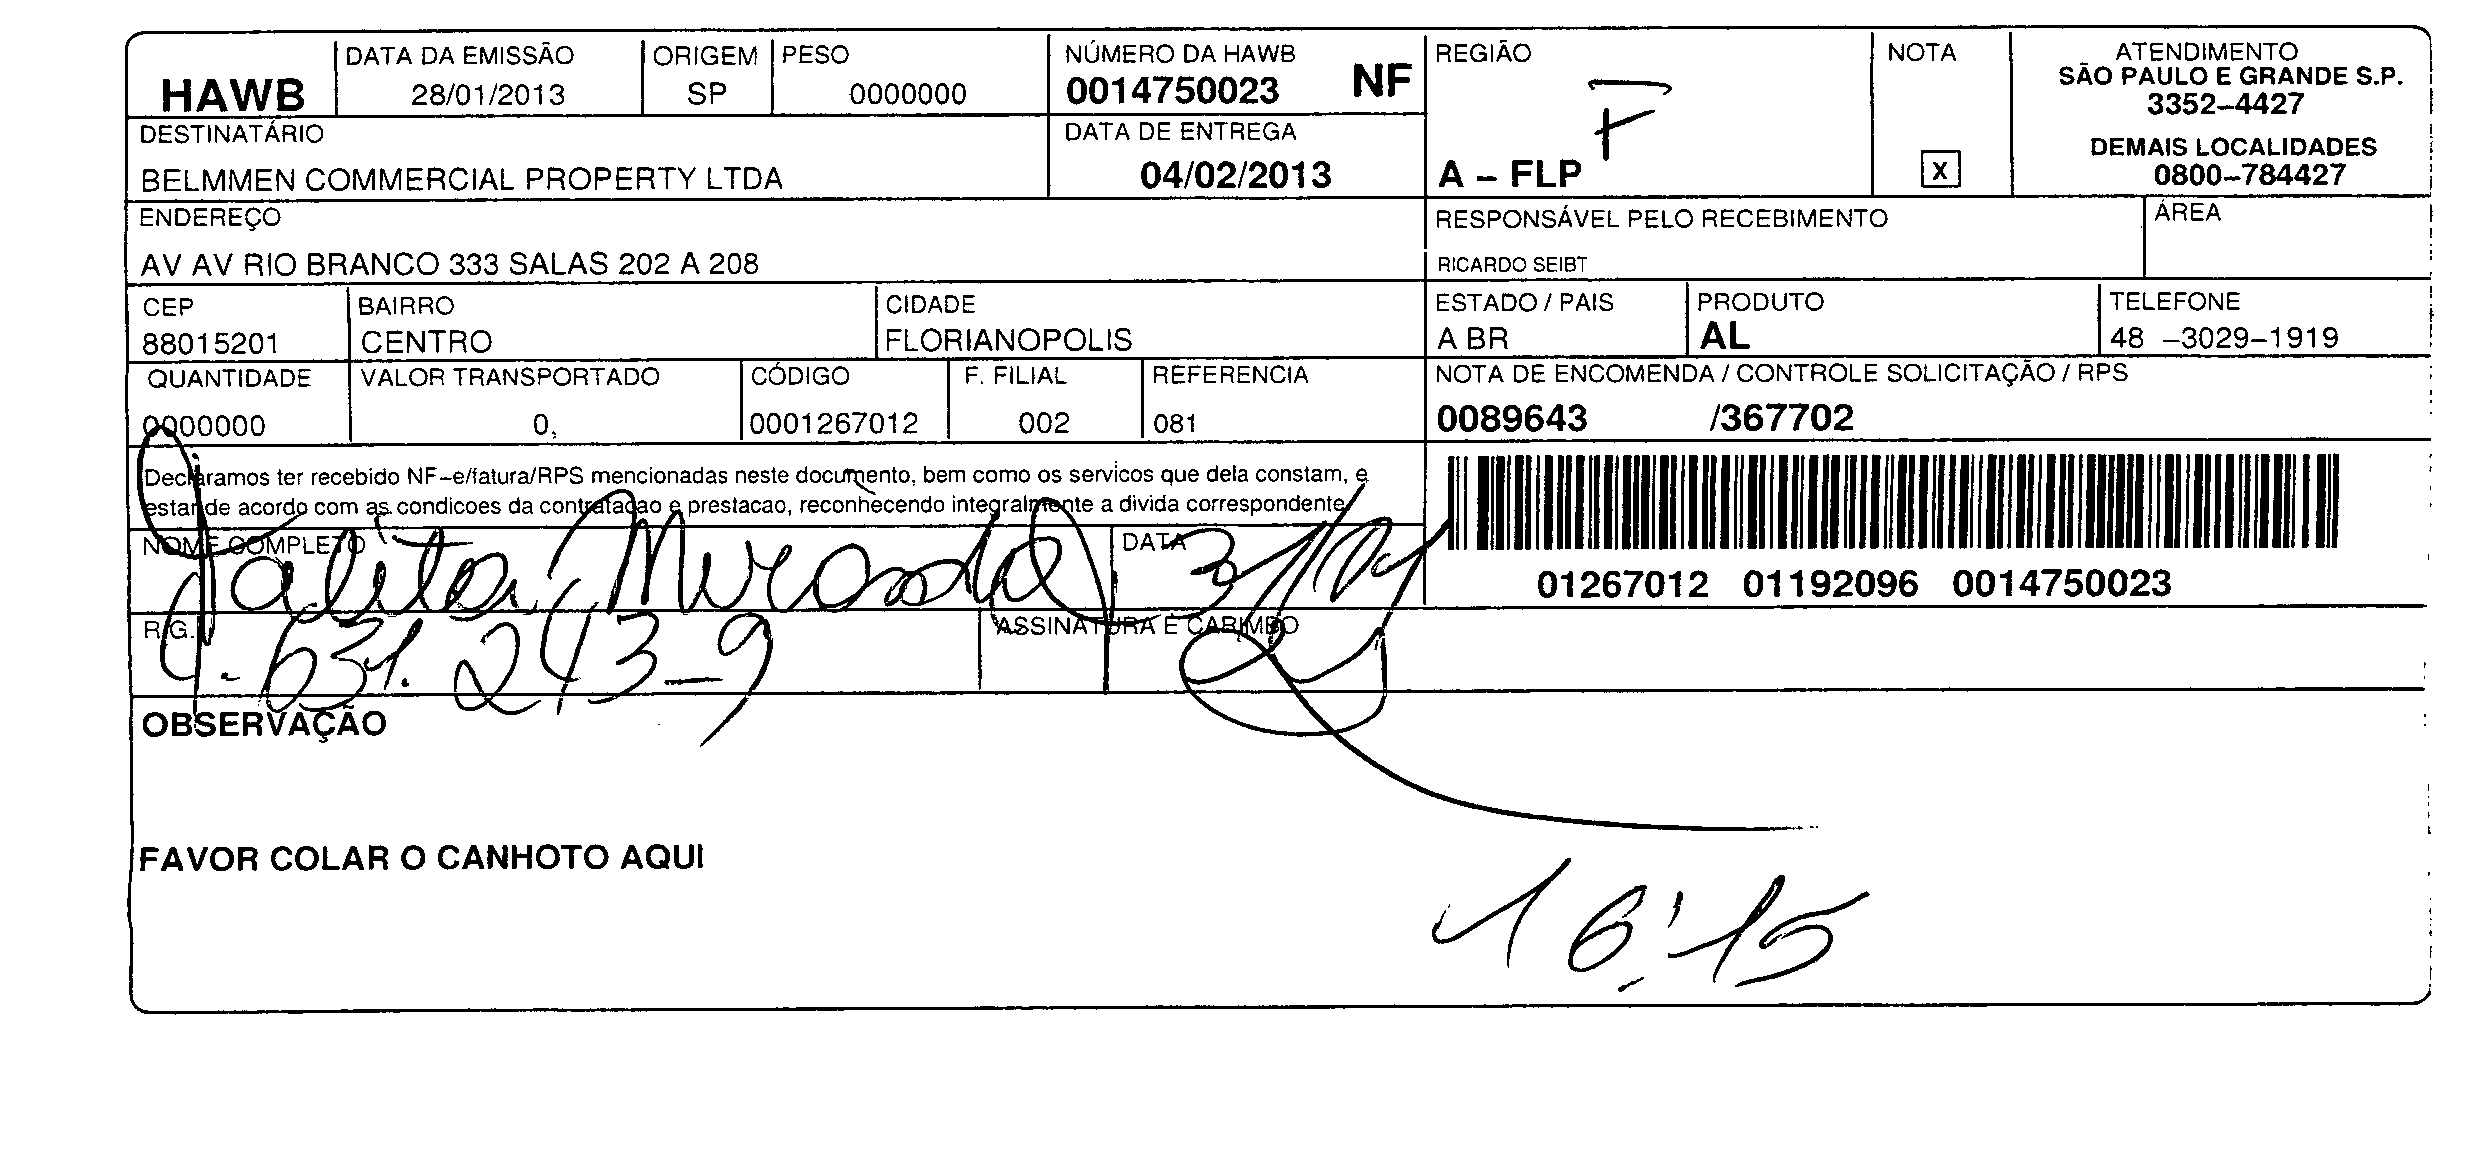 HAWB
DATA DA EMISSÃO
28/01/2013
ORIGEM
SP
PESO
0000000
NÚMERO DA HAWB
0014750023 NF
REGIÃO
F
A – FLP
NOTA
X
ATENDIMENTO
SÃO PAULO E GRANDE S.P.
3352–4427
DEMAIS LOCALIDADES
0800–784427
DESTINATÁRIO
BELMMEN COMMERCIAL PROPERTY LTDA
DATA DE ENTREGA
04/02/2013
ENDEREÇO
AV AV RIO BRANCO 333 SALAS 202 A 208
RESPONSÁVEL PELO RECEBIMENTO
RICARDO SEIBT
ÁREA
CEP
88015201
BAIRRO
CENTRO
CIDADE
FLORIANOPOLIS
ESTADO / PAIS
A BR
PRODUTO
AL
TELEFONE
48 –3029–1919
QUANTIDADE
0000000
VALOR TRANSPORTADO
0,
CÓDIGO
0001267012
F. FILIAL
002
REFERENCIA
081
NOTA DE ENCOMENDA / CONTROLE SOLICITAÇÃO / RPS
0089643 /367702
Declaramos ter recebido NF–e/fatura/RPS mencionadas neste documento, bem como os servicos que dela constam, e
estar de acordo com as condicoes da contratacao e prestacao, reconhecendo integralmente a divida correspondente
01267012 01192096 0014750023
NOME COMPLETO
Talita Miranda
DATA
R.G.
4.631.243-9
ASSINATURA E CARIMBO
OBSERVAÇÃO
FAVOR COLAR O CANHOTO AQUI
16:15